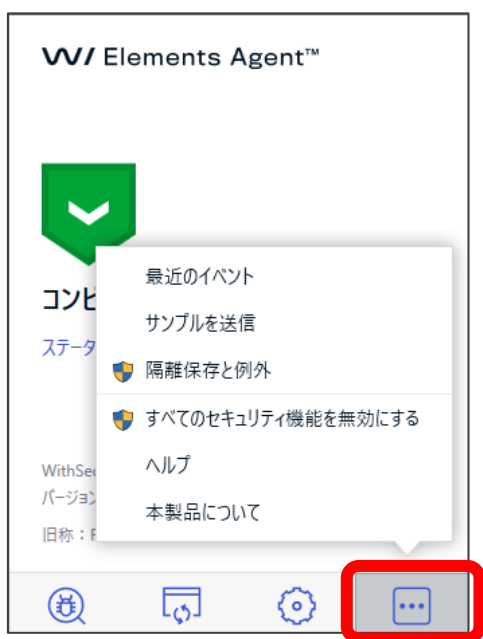 W/ Elements Agent™
最近のイベント
サンプルを送信
隔離保存と例外
すべてのセキュリティ機能を無効にする
ヘルプ
本製品について
コンピ
ステータ
WithSe
バージョン
旧称：F